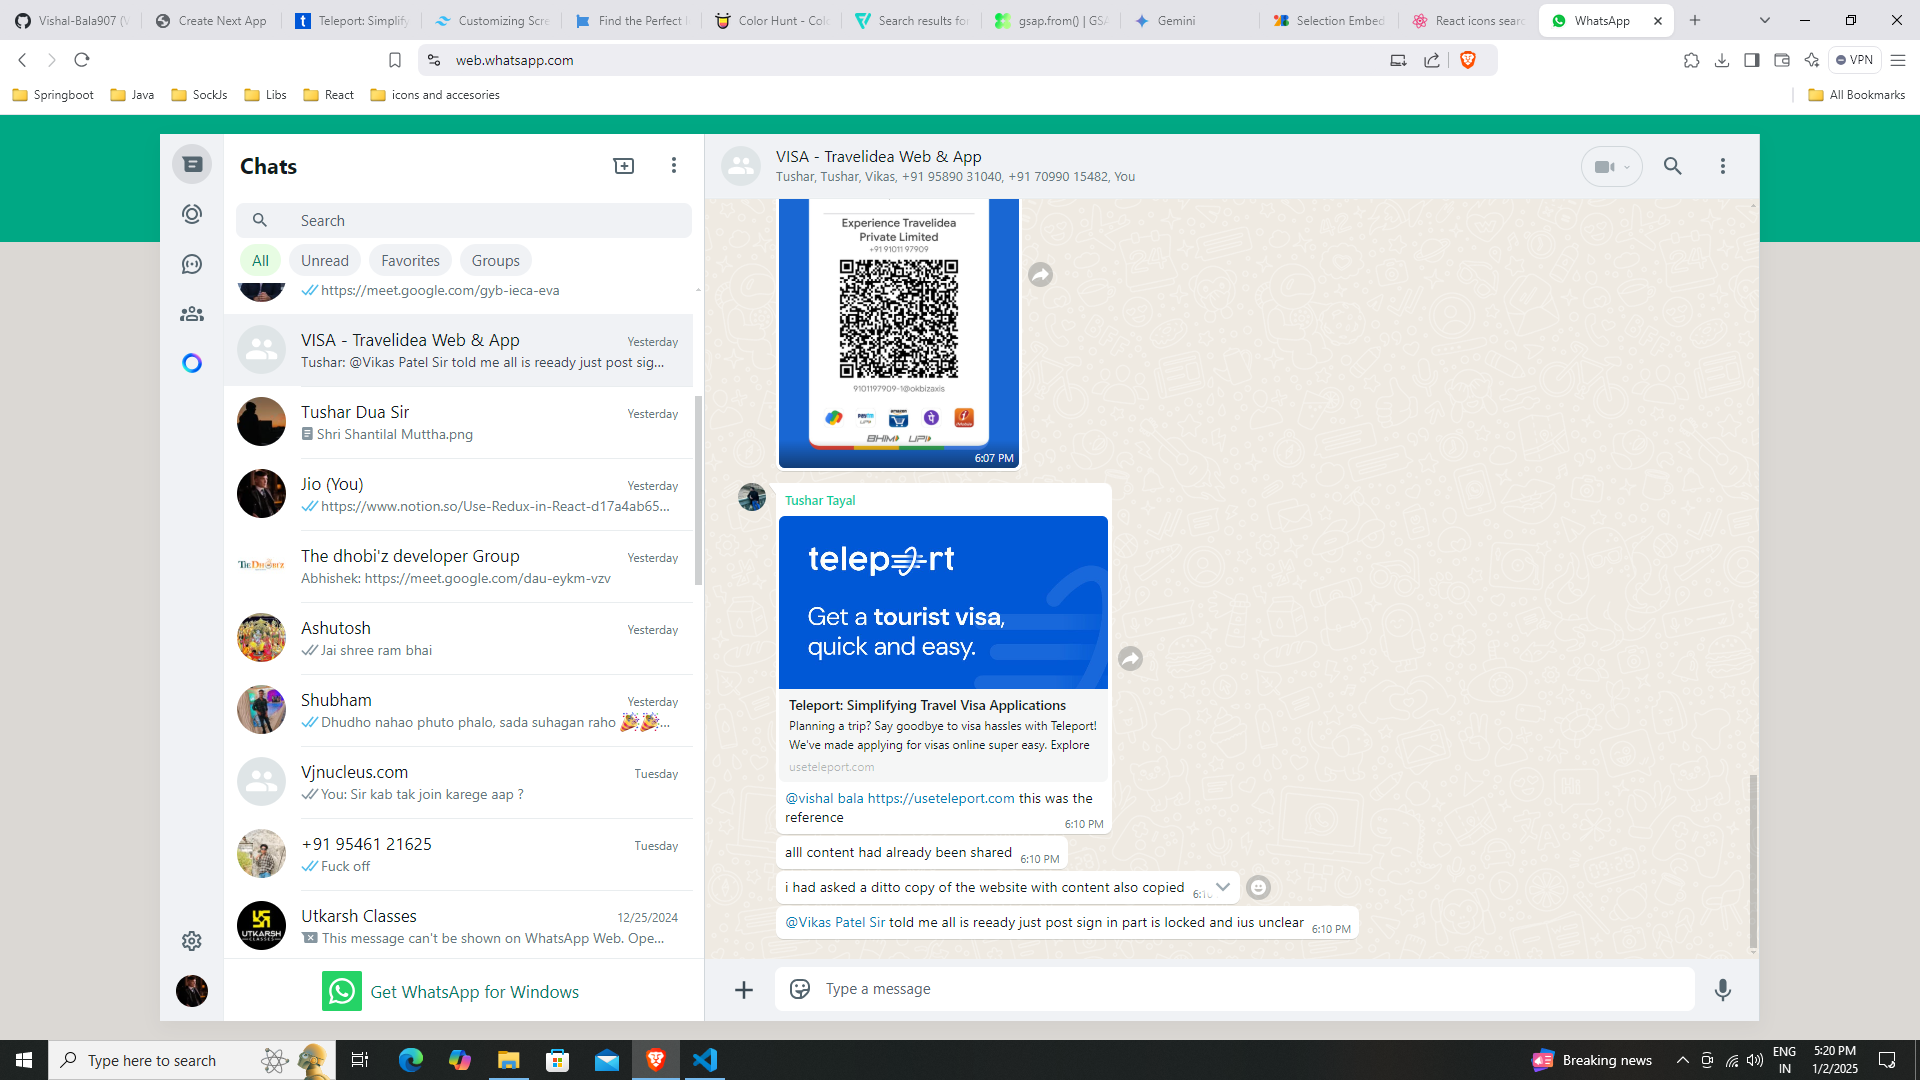 Vishal-Bala907 (V
Create Next App
Teleport: Simplify
Customizing Scre
Find the Perfect I
Color Hunt - Colo
Search results for
gsap.from() | GSA
Gemini
Selection Embed
React icons searc
WhatsApp
web.whatsapp.com
VPN
Springboot
Java
SockJs
Libs
React
icons and accesories
All Bookmarks
Chats
Search
All
Unread
Favorites
Groups
https://meet.google.com/gyb-ieca-eva
VISA - Travelidea Web & App
Yesterday
Tushar: @Vikas Patel Sir told me all is reeady just post sig...
Tushar Dua Sir
Yesterday
Shri Shantilal Muttha.png
Jio (You)
Yesterday
https://www.notion.so/Use-Redux-in-React-d17a4ab65...
The dhobi'z developer Group
Yesterday
Abhishek: https://meet.google.com/dau-eykm-vzv
Ashutosh
Yesterday
Jai shree ram bhai
Shubham
Yesterday
Dhudho nahao phuto phalo, sada suhagan raho 🎉🎉...
Vjnucleus.com
Tuesday
You: Sir kab tak join karege aap ?
+91 95461 21625
Tuesday
Fuck off
Utkarsh Classes
12/25/2024
This message can't be shown on WhatsApp Web. Ope...
Get WhatsApp for Windows
VISA - Travelidea Web & App
Tushar, Tushar, Vikas, +91 95890 31040, +91 70990 15482, You
Experience Travelidea
Private Limited
+91 91011 97909
9101197909-1@okbizaxis
BHIM UPI
6:07 PM
Tushar Tayal
teleport
Get a tourist visa,
quick and easy.
Teleport: Simplifying Travel Visa Applications
Planning a trip? Say goodbye to visa hassles with Teleport!
We've made applying for visas online super easy. Explore
useteleport.com
@vishal bala https://useteleport.com this was the
reference
6:10 PM
alll content had already been shared 6:10 PM
i had asked a ditto copy of the website with content also copied
@Vikas Patel Sir told me all is reeady just post sign in part is locked and ius unclear 6:10 PM
Type a message
Type here to search
Breaking news
ENG
IN
5:20 PM
1/2/2025